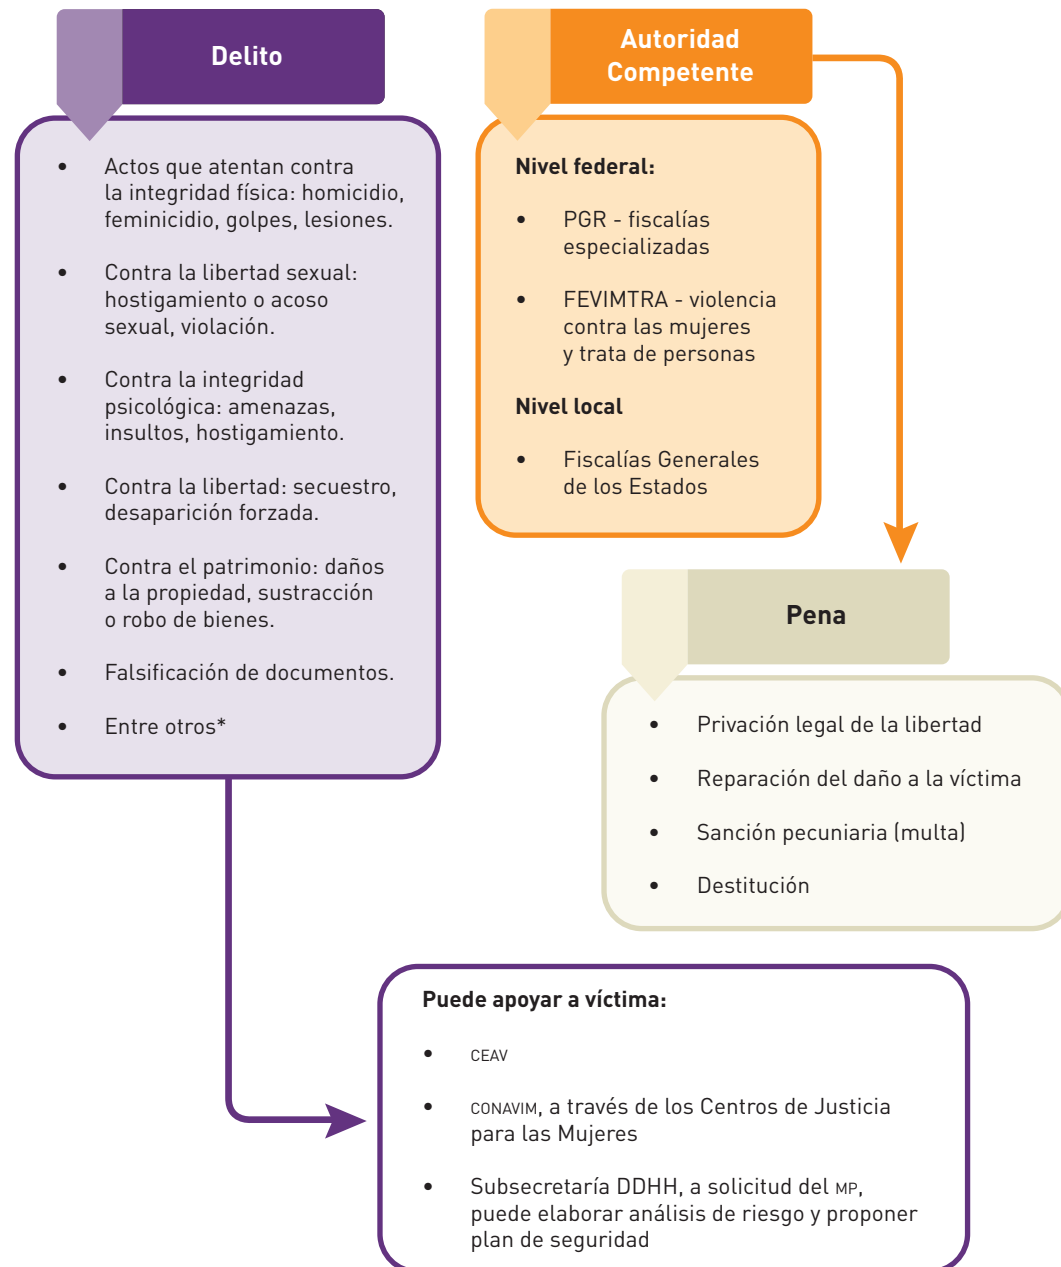 Delito
• Actos que atentan contra
la integridad física: homicidio,
feminicidio, golpes, lesiones.
• Contra la libertad sexual:
hostigamiento o acoso
sexual, violación.
• Contra la integridad
psicológica: amenazas,
insultos, hostigamiento.
• Contra la libertad: secuestro,
desaparición forzada.
• Contra el patrimonio: daños
a la propiedad, sustracción
o robo de bienes.
• Falsificación de documentos.
• Entre otros*
Autoridad
Competente
Nivel federal:
• PGR - fiscalías
especializadas
• FEVIMTRA - violencia
contra las mujeres
y trata de personas
Nivel local
• Fiscalías Generales
de los Estados
Pena
• Privación legal de la libertad
• Reparación del daño a la víctima
• Sanción pecuniaria (multa)
• Destitución
Puede apoyar a víctima:
• CEAV
• CONAVIM, a través de los Centros de Justicia
para las Mujeres
• Subsecretaría DDHH, a solicitud del MP,
puede elaborar análisis de riesgo y proponer
plan de seguridad